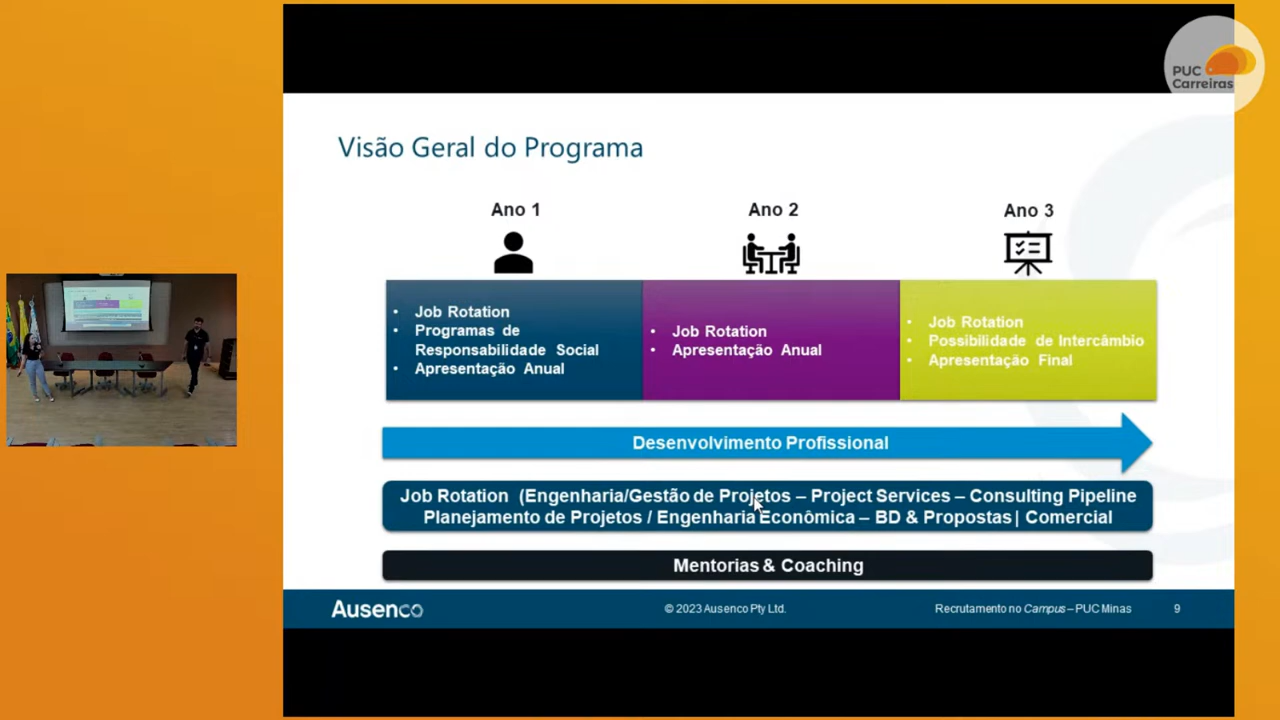 PUC
Carreiras
Visão Geral do Programa
Ano 1
Ano 2
Ano 3
• Job Rotation
• Programas de
Responsabilidade Social
• Apresentação Anual
• Job Rotation
• Apresentação Anual
• Job Rotation
• Possibilidade de Intercâmbio
• Apresentação Final
Desenvolvimento Profissional
Job Rotation (Engenharia/Gestão de Projetos – Project Services – Consulting Pipeline
Planejamento de Projetos / Engenharia Econômica – BD & Propostas | Comercial
Mentorias & Coaching
Ausenco
© 2023 Ausenco Pty Ltd.
Recrutamento no Campus – PUC Minas
9